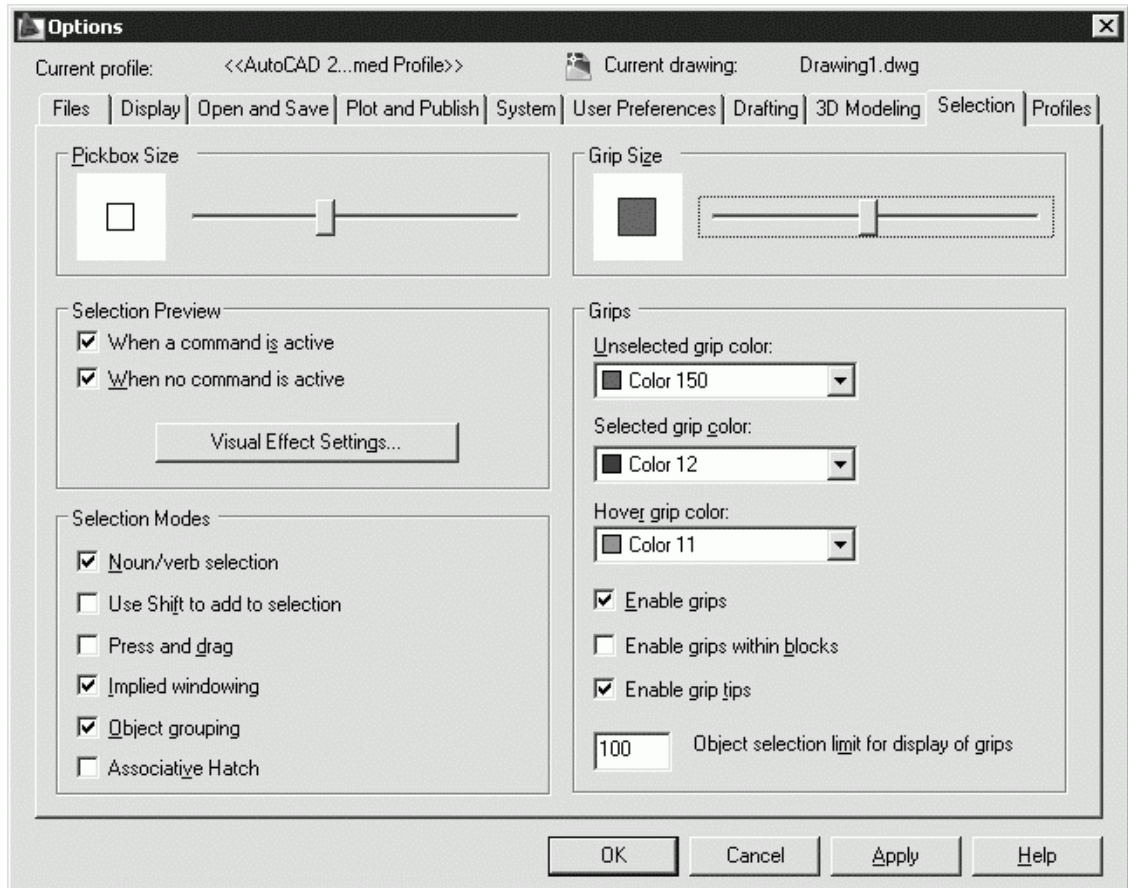 Options
Current profile: <<AutoCAD 2...med Profile>> Current drawing: Drawing1.dwg
Files Display Open and Save Plot and Publish System User Preferences Drafting 3D Modeling Selection Profiles
Pickbox Size
Grip Size
Selection Preview
When a command is active
When no command is active
Visual Effect Settings...
Selection Modes
Noun/verb selection
Use Shift to add to selection
Press and drag
Implied windowing
Object grouping
Associative Hatch
Grips
Unselected grip color:
Color 150
Selected grip color:
Color 12
Hover grip color:
Color 11
Enable grips
Enable grips within blocks
Enable grip tips
100 Object selection limit for display of grips
OK Cancel Apply Help